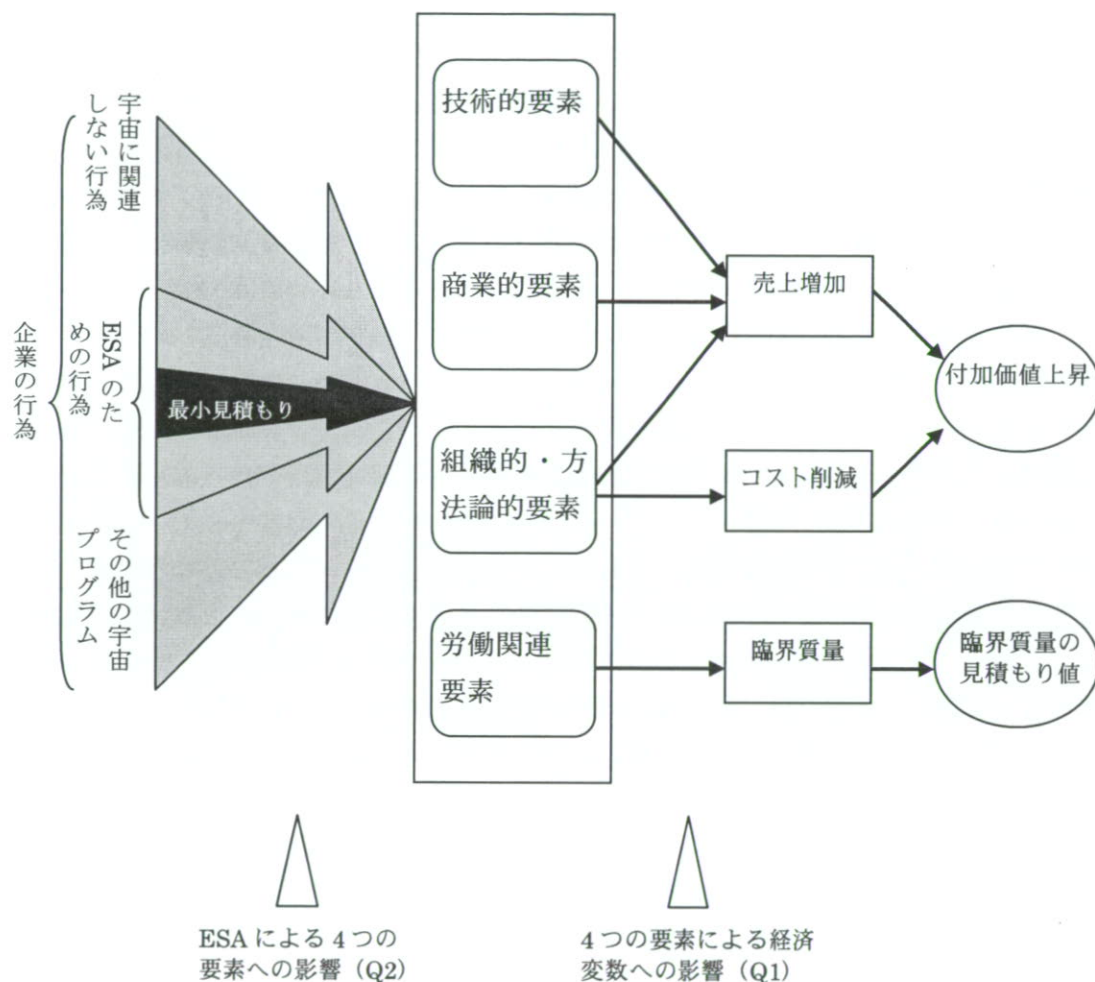 企業の行為
宇宙に関連
しない行為
ESAのた
めの行為
その他の宇宙
プログラム
最小見積もり
技術的要素
商業的要素
組織的・方
法論的要素
労働関連
要素
売上増加
コスト削減
臨界質量
付加価値上昇
臨界質量の
見積もり値
ESAによる4つの
要素への影響（Q2）
4つの要素による経済
変数への影響（Q1）